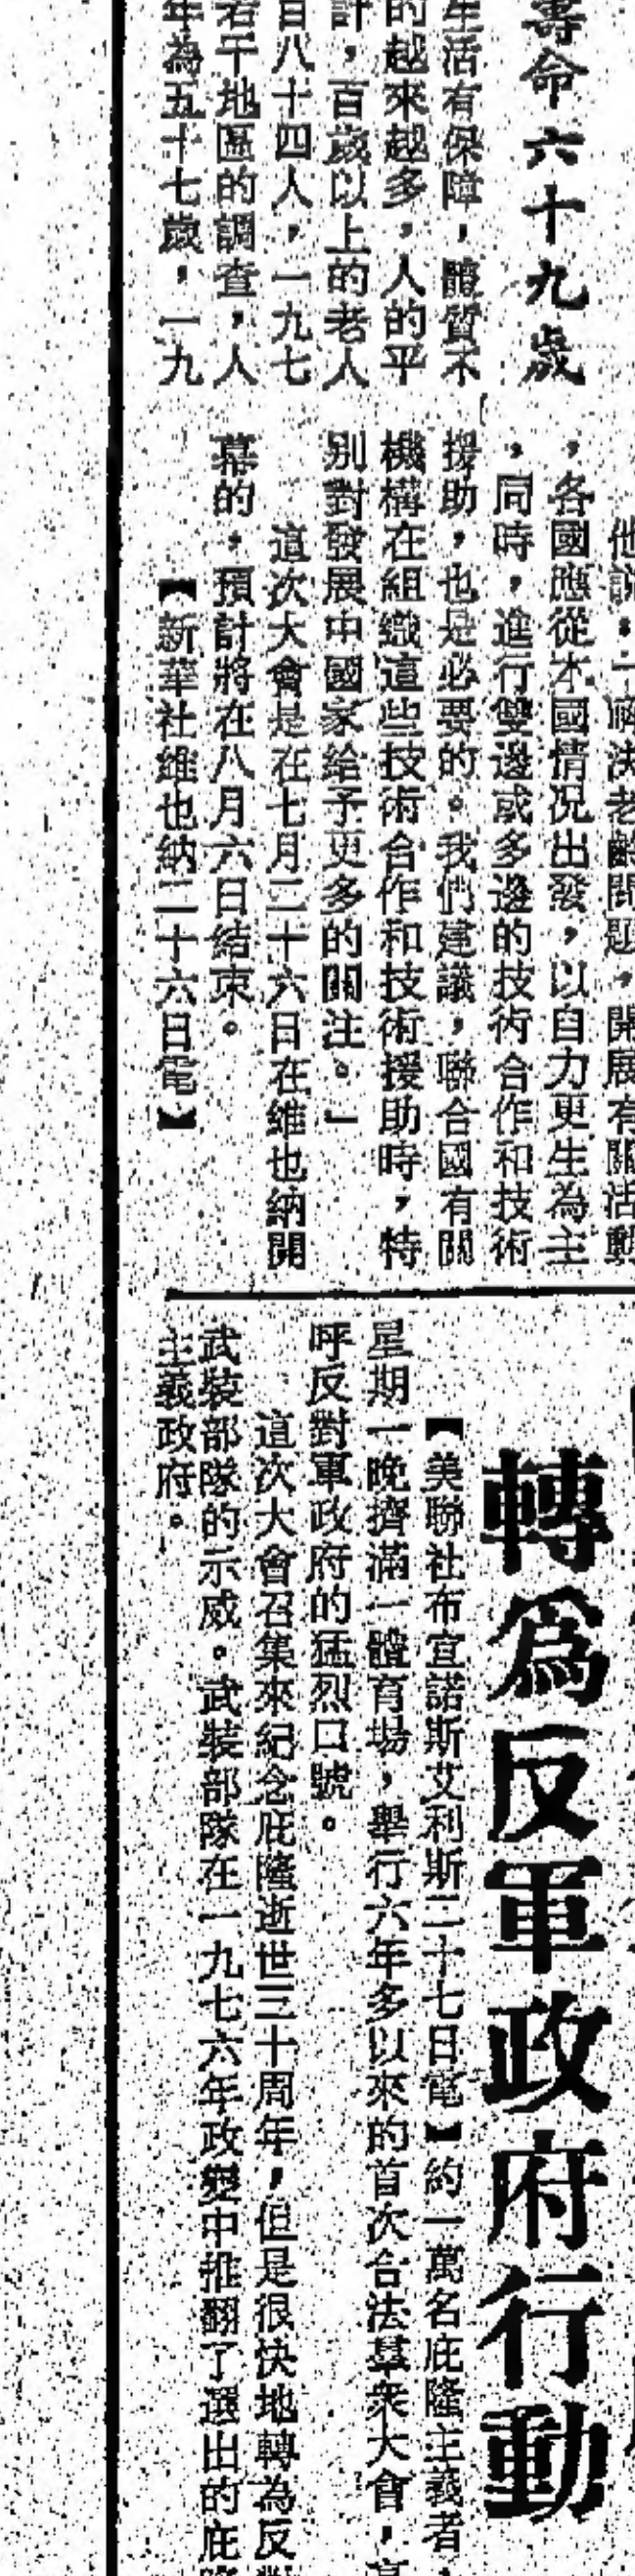 壽命六十九歲
生活有保障，體質不
的越來越多，人的平
計，百歲以上的老人
百八十四人，一九七
若干地區的調查，人
年為五十七歲，一九
決老齡問題，開展有關活動
，各國應從本國情况出發，以自力更生為主
，同時，進行雙邊或多邊的技術合作和技術
援助，也是必要的。我們建議，聯合國有關
機構在組織這些技術合作和技術援助時，特
別對發展中國家給予更多的關注。」
這次大會是在七月二十六日在維也納開
幕的，預計將在八月六日結束。
【新華社維也納二十六日電】
轉爲反軍政府行動
【美聯社布宜諾斯艾利斯二十七日電】約一萬名庇隆主義者，
星期一晚擠滿一體育場，舉行六年多以來的首次合法羣衆大會，
呼反對軍政府的猛烈口號。
這次大會召集來紀念庇隆逝世三十周年，但是很快地轉為反對
武裝部隊的示威。武裝部隊在一九七六年政變中推翻了選出的庇隆
主義政府。